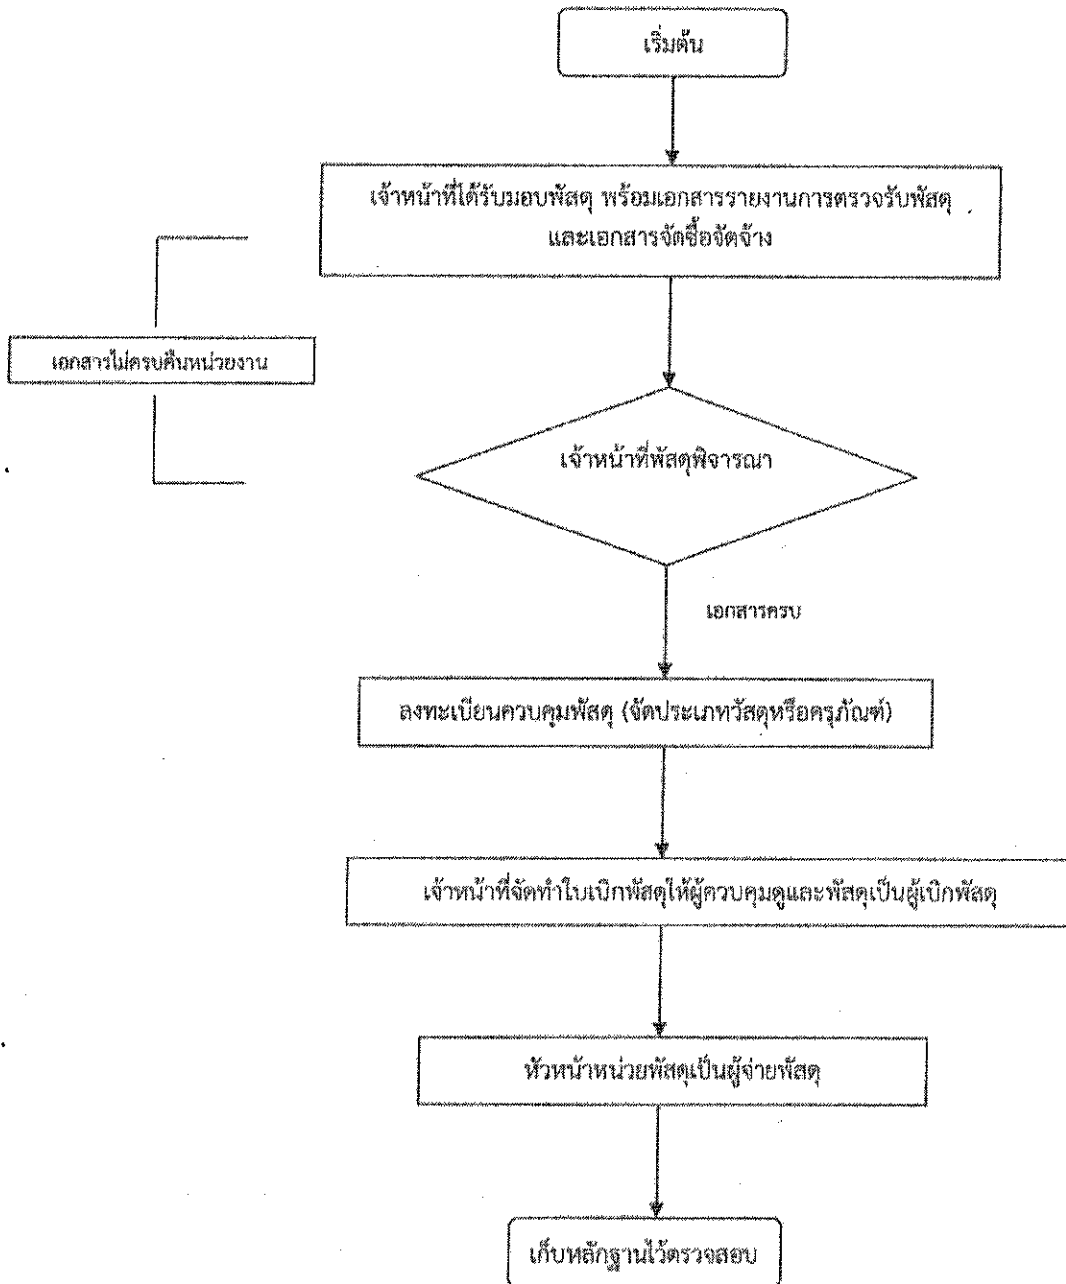 เริ่มต้น
เจ้าหน้าที่ได้รับมอบพัสดุ พร้อมเอกสารรายงานการตรวจรับพัสดุ
และเอกสารจัดซื้อจัดจ้าง
เอกสารไม่ครบคืนหน่วยงาน
เจ้าหน้าที่พัสดุพิจารณา
เอกสารครบ
ลงทะเบียนควบคุมพัสดุ (จัดประเภทวัสดุหรือครุภัณฑ์)
เจ้าหน้าที่จัดทำใบเบิกพัสดุให้ผู้ควบคุมดูและพัสดุเป็นผู้เบิกพัสดุ
หัวหน้าหน่วยพัสดุเป็นผู้จ่ายพัสดุ
เก็บหลักฐานไว้ตรวจสอบ